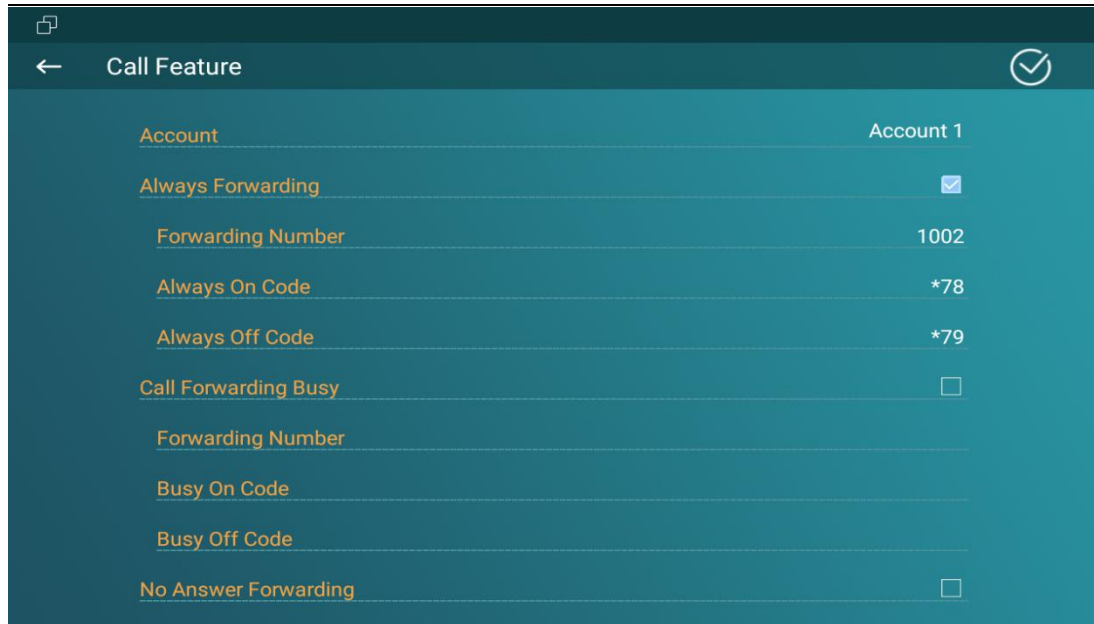 Call Feature
Account Account 1
Always Forwarding
Forwarding Number 1002
Always On Code *78
Always Off Code *79
Call Forwarding Busy
Forwarding Number
Busy On Code
Busy Off Code
No Answer Forwarding